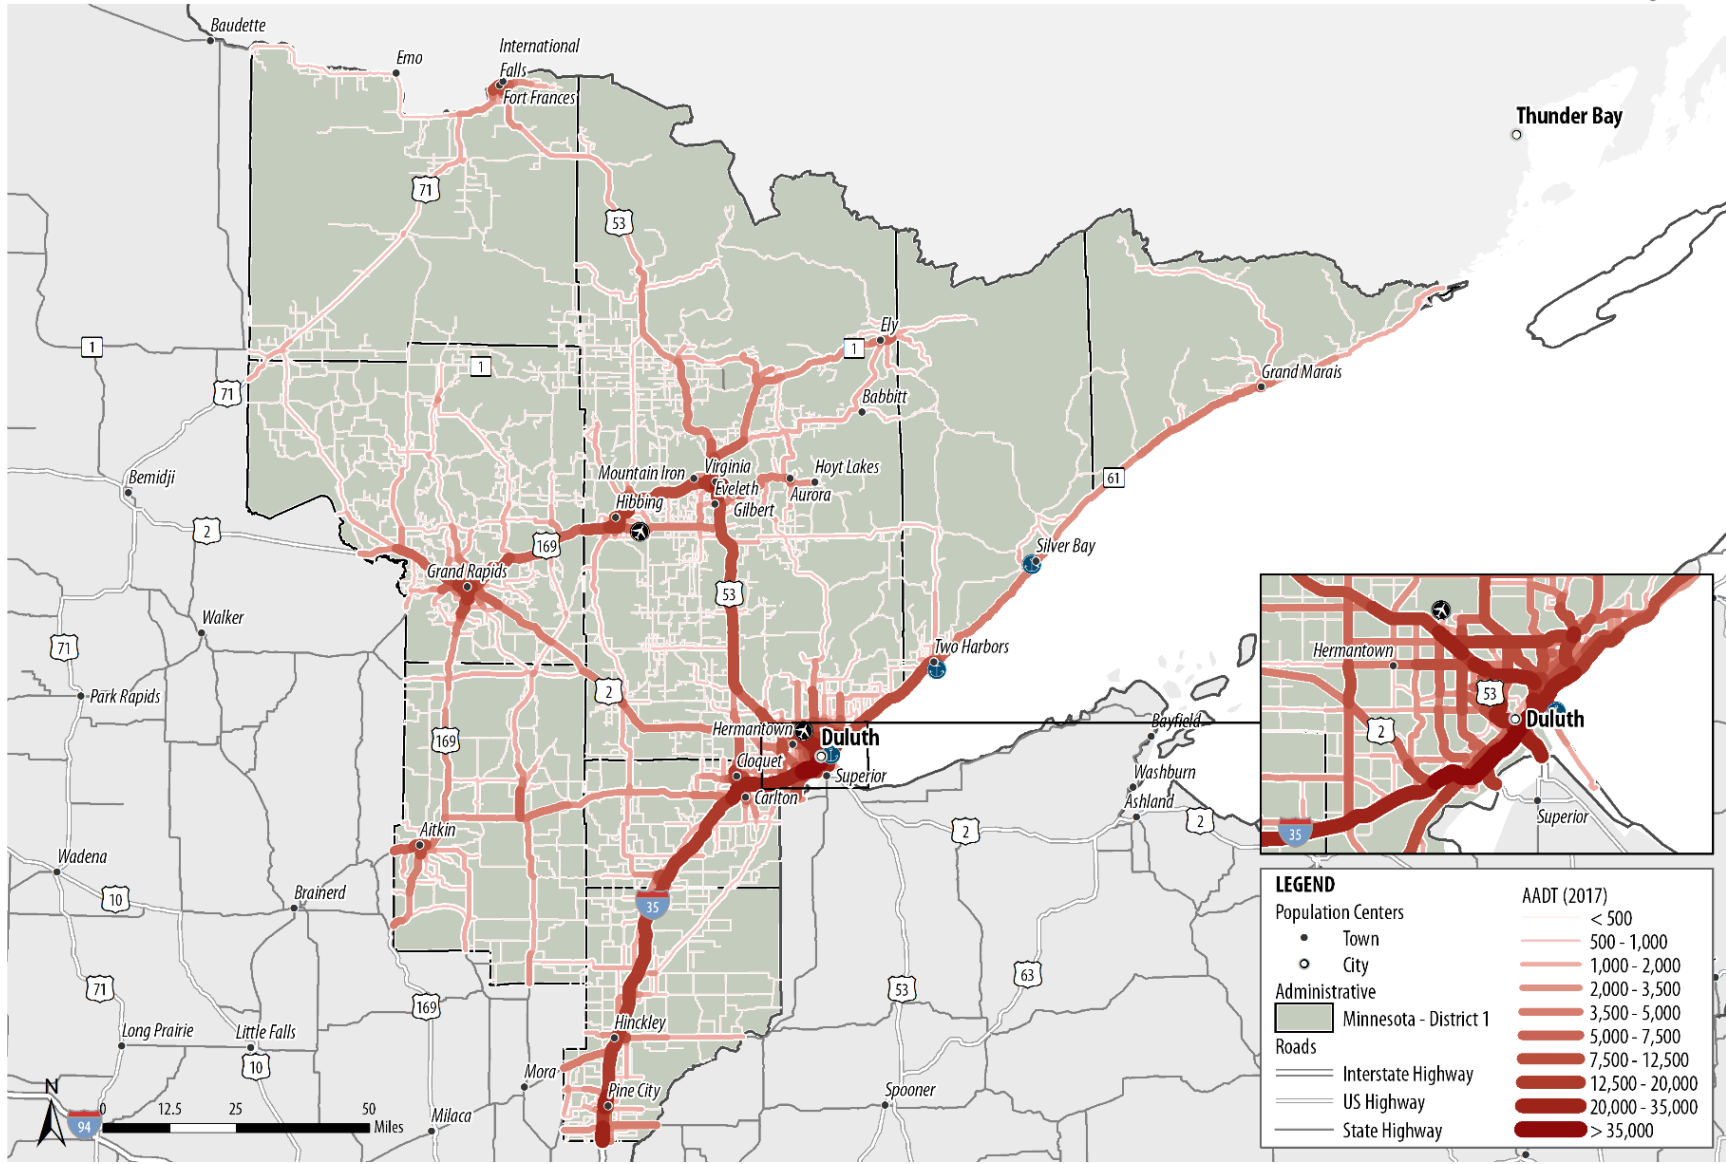 Baudette
Emo
International
Falls
Fort Frances
Thunder Bay
71
53
1
1
1
Ely
71
Babbitt
Grand Marais
61
Bemidji
2
Mountain Iron
Virginia
Hoyt Lakes
Eveleth
Aurora
Hibbing
Gilbert
169
Silver Bay
Grand Rapids
53
Walker
71
Two Harbors
2
Park Rapids
169
Hermantown
Duluth
Bayfield
Cloquet
Superior
Washburn
Carlton
Ashland
2
2
Aitkin
Wadena
10
Brainerd
35
71
169
53
63
Long Prairie
Little Falls
10
Hinckley
Mora
Pine City
Spooner
Milaca
94
N
0 12.5 25 50
Miles
Hermantown
53
2
Duluth
35
Superior
LEGEND
Population Centers
Town
City
Administrative
Minnesota - District 1
Roads
Interstate Highway
US Highway
State Highway
AADT (2017)
< 500
500 - 1,000
1,000 - 2,000
2,000 - 3,500
3,500 - 5,000
5,000 - 7,500
7,500 - 12,500
12,500 - 20,000
20,000 - 35,000
> 35,000